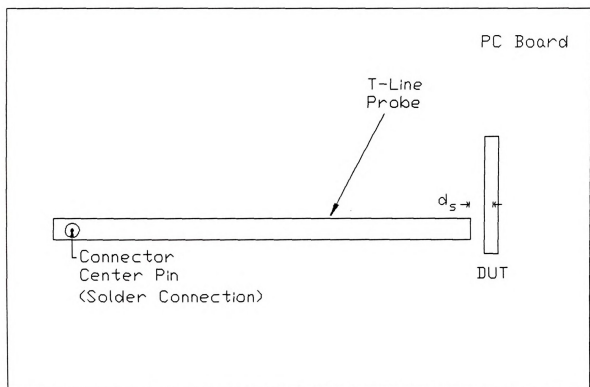 PC Board
T-Line
Probe
ds
Connector
Center Pin
(Solder Connection)
DUT